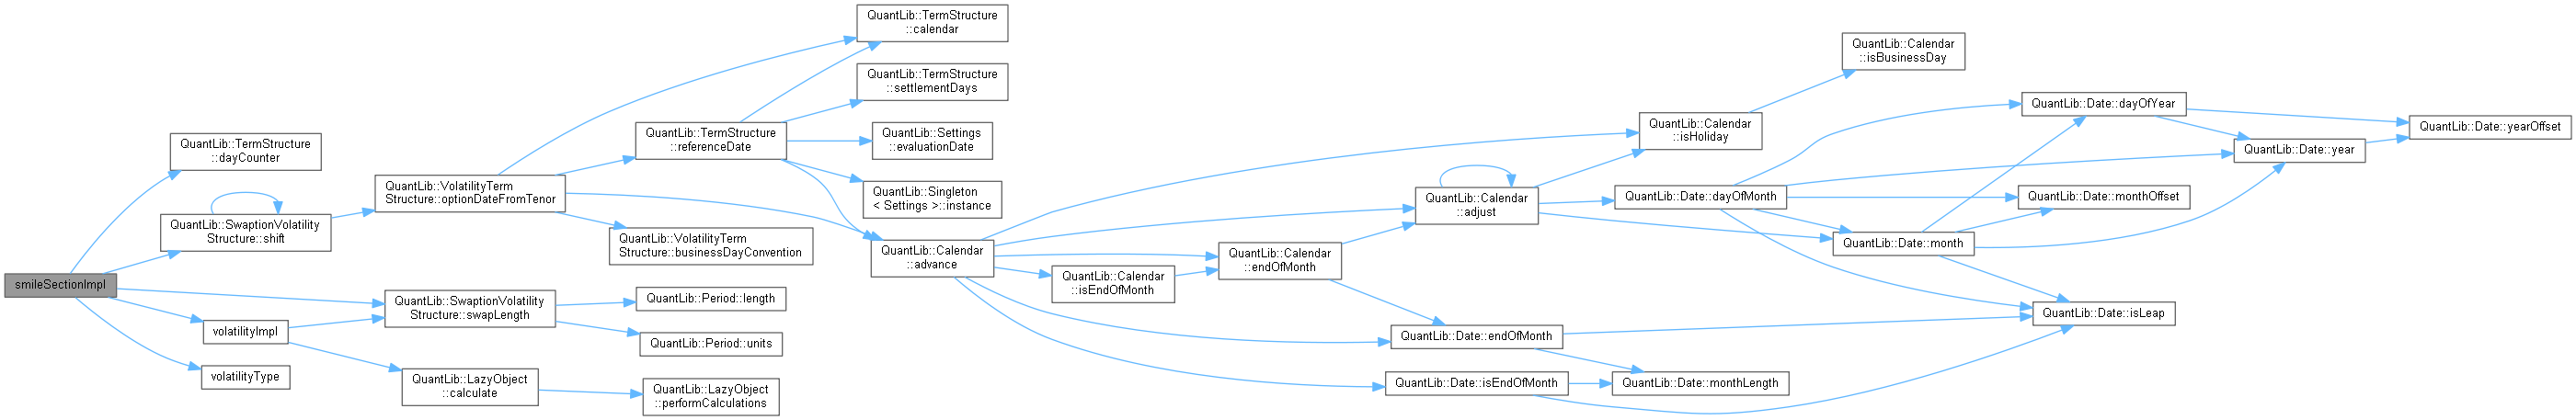 smileSectionImpl
QuantLib::TermStructure
::dayCounter
QuantLib::SwaptionVolatility
Structure::shift
QuantLib::VolatilityTerm
Structure::optionDateFromTenor
QuantLib::TermStructure
::calendar
QuantLib::TermStructure
::referenceDate
QuantLib::TermStructure
::settlementDays
QuantLib::Settings
::evaluationDate
QuantLib::Singleton
< Settings >::instance
QuantLib::VolatilityTerm
Structure::businessDayConvention
QuantLib::Calendar
::advance
QuantLib::Calendar
::isEndOfMonth
QuantLib::Calendar
::endOfMonth
QuantLib::Calendar
::adjust
QuantLib::Calendar
::isHoliday
QuantLib::Calendar
::isBusinessDay
QuantLib::Date::dayOfMonth
QuantLib::Date::dayOfYear
QuantLib::Date::year
QuantLib::Date::yearOffset
QuantLib::Date::monthOffset
QuantLib::Date::month
QuantLib::Date::isLeap
QuantLib::Date::endOfMonth
QuantLib::Date::isEndOfMonth
QuantLib::Date::monthLength
QuantLib::SwaptionVolatility
Structure::swapLength
QuantLib::Period::length
QuantLib::Period::units
volatilityImpl
QuantLib::LazyObject
::calculate
QuantLib::LazyObject
::performCalculations
volatilityType